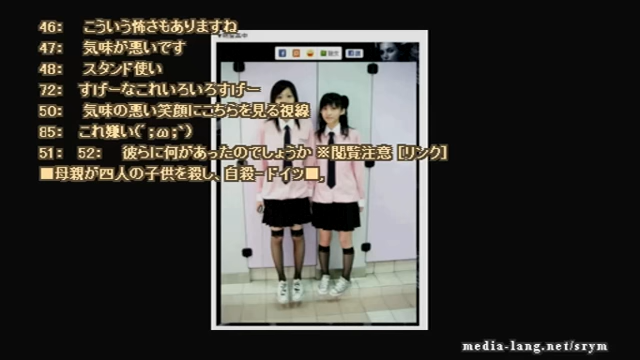 46： こういう怖さもありますね
47： 気味が悪いです
48： スタンド使い
72： すげーなこれいろいろすげー
50： 気味の悪い笑顔にこちらを見る視線
85： これ嫌い(´；ω；`)
51： 52： 彼らに何があったのでしょうか ※閲覧注意 [リンク]
■母親が四人の子供を殺し、自殺－ドイツ■,
media-lang.net/srym